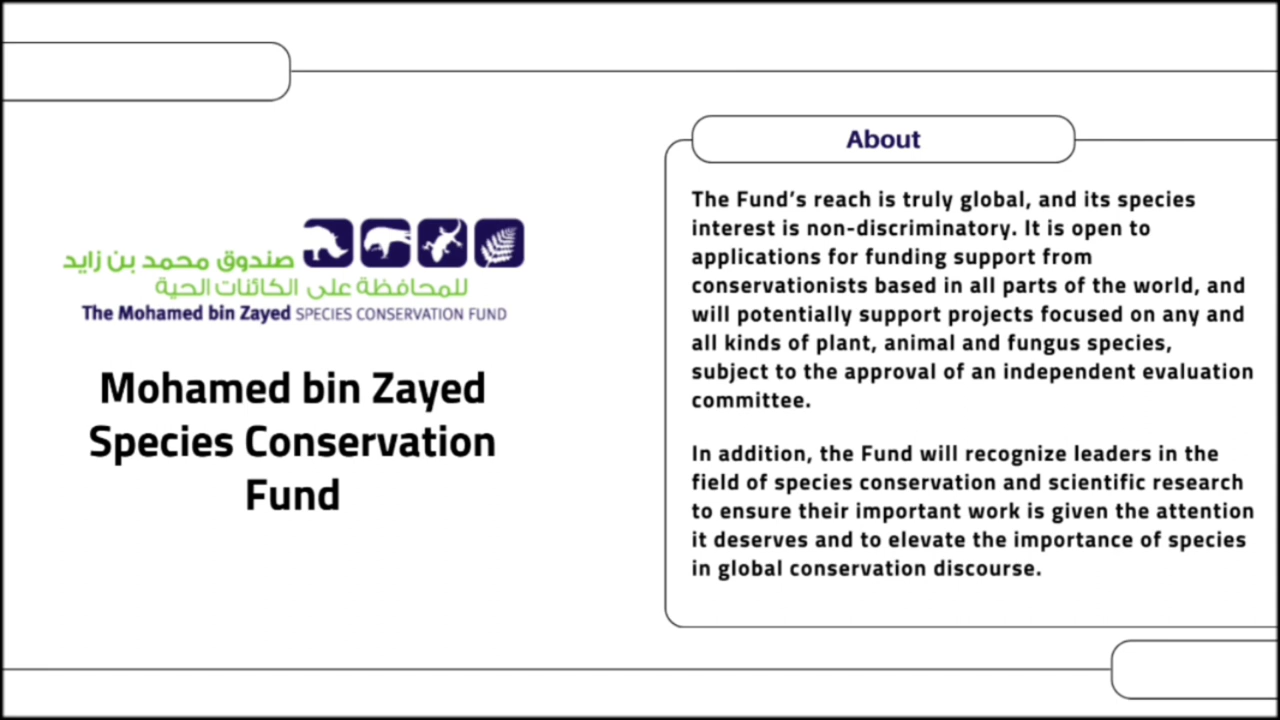 صندوق محمد بن زايد
للمحافظة على الكائنات الحية
The Mohamed bin Zayed SPECIES CONSERVATION FUND
Mohamed bin Zayed
Species Conservation
Fund
About
The Fund’s reach is truly global, and its species
interest is non-discriminatory. It is open to
applications for funding support from
conservationists based in all parts of the world, and
will potentially support projects focused on any and
all kinds of plant, animal and fungus species,
subject to the approval of an independent evaluation
committee.
In addition, the Fund will recognize leaders in the
field of species conservation and scientific research
to ensure their important work is given the attention
it deserves and to elevate the importance of species
in global conservation discourse.